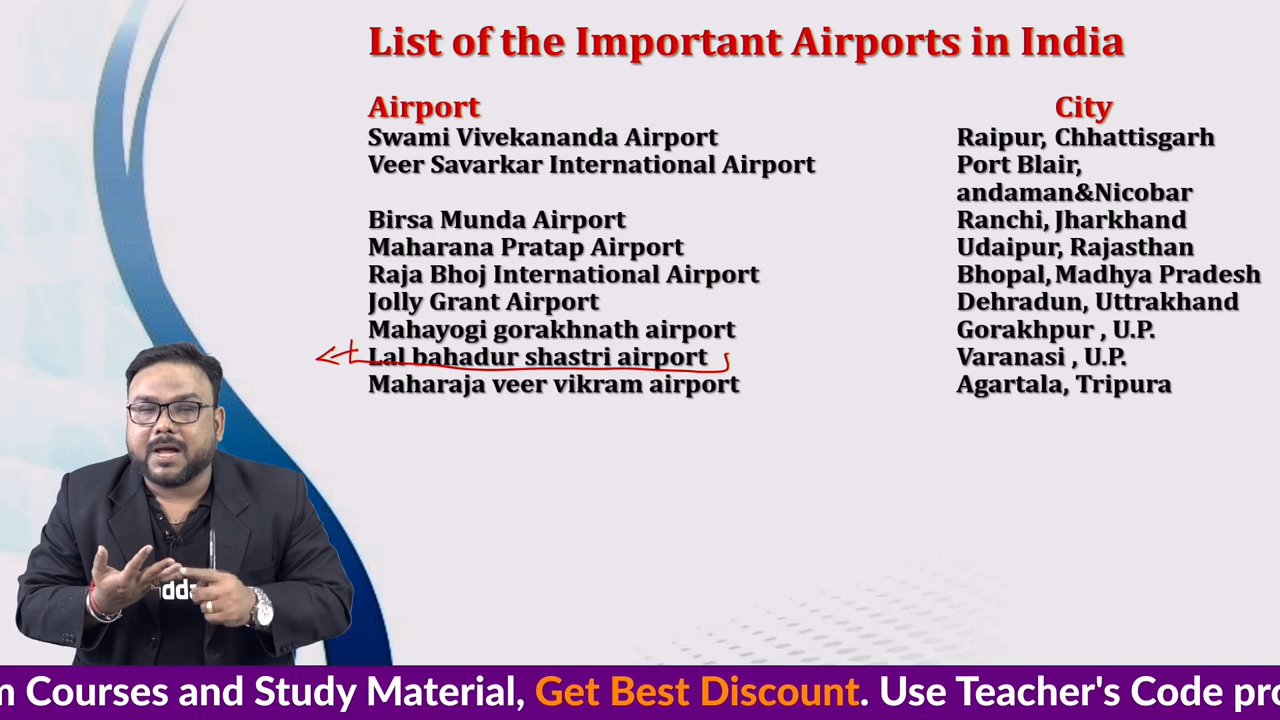 List of the Important Airports in India
Airport City
Swami Vivekananda Airport Raipur, Chhattisgarh
Veer Savarkar International Airport Port Blair,
andaman&Nicobar
Birsa Munda Airport Ranchi, Jharkhand
Maharana Pratap Airport Udaipur, Rajasthan
Raja Bhoj International Airport Bhopal, Madhya Pradesh
Jolly Grant Airport Dehradun, Uttrakhand
Mahayogi gorakhnath airport Gorakhpur , U.P.
Lal bahadur shastri airport Varanasi , U.P.
Maharaja veer vikram airport Agartala, Tripura
Courses and Study Material, Get Best Discount. Use Teacher's Code